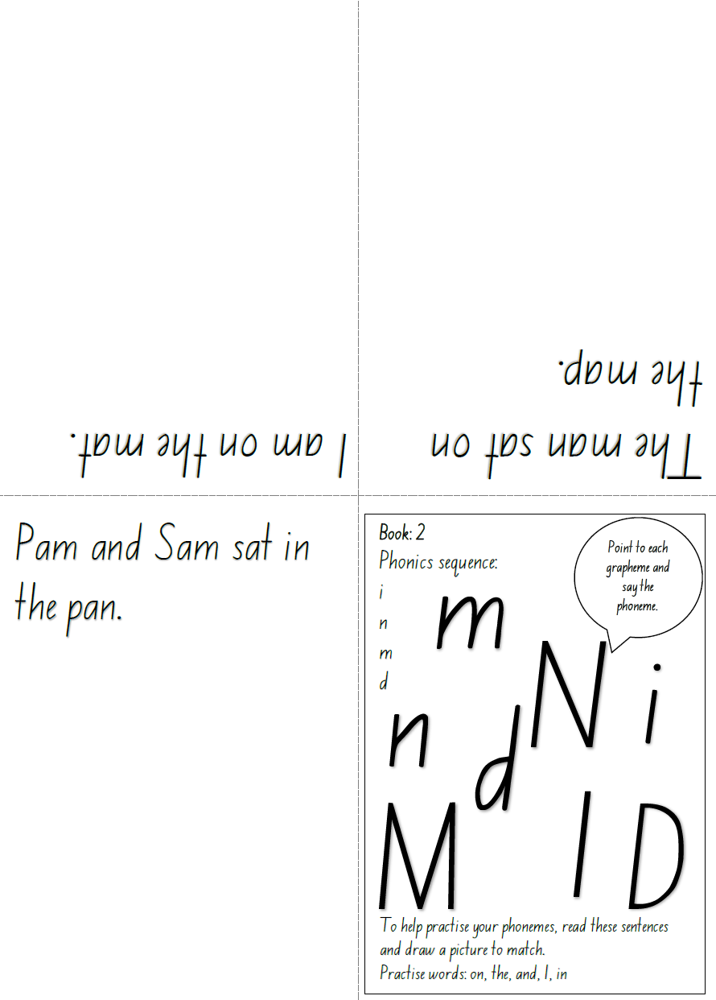 I am on the mat.
The man sat on
the map.
Pam and Sam sat in
the pan.
Book: 2
Phonics sequence:
i
n
m
d
Point to each
grapheme and
say the
phoneme.
m
N
i
n
d
M
I
D
To help practise your phonemes, read these sentences
and draw a picture to match.
Practise words: on, the, and, I, in